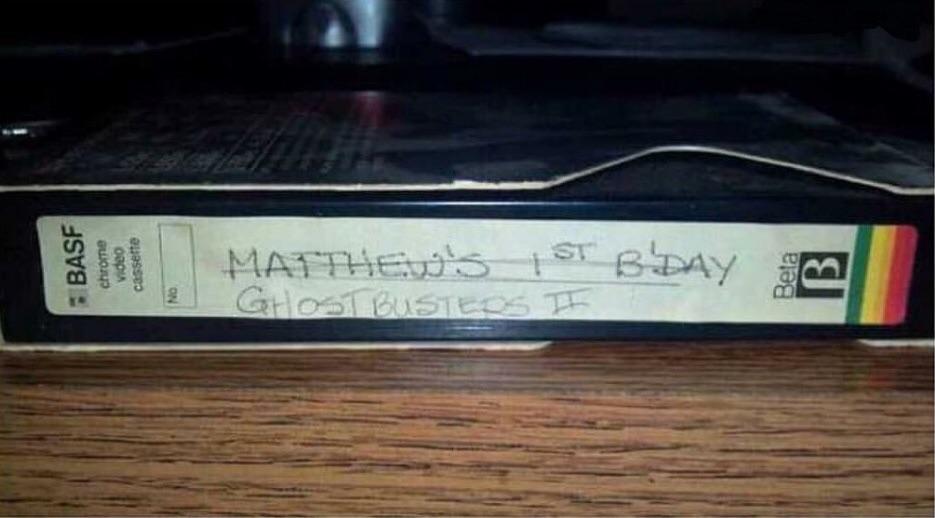 BASF
chrome
video
cassette
No.
MATTHEW'S 1ST B'DAY
GHOSTBUSTERS II
Beta
β